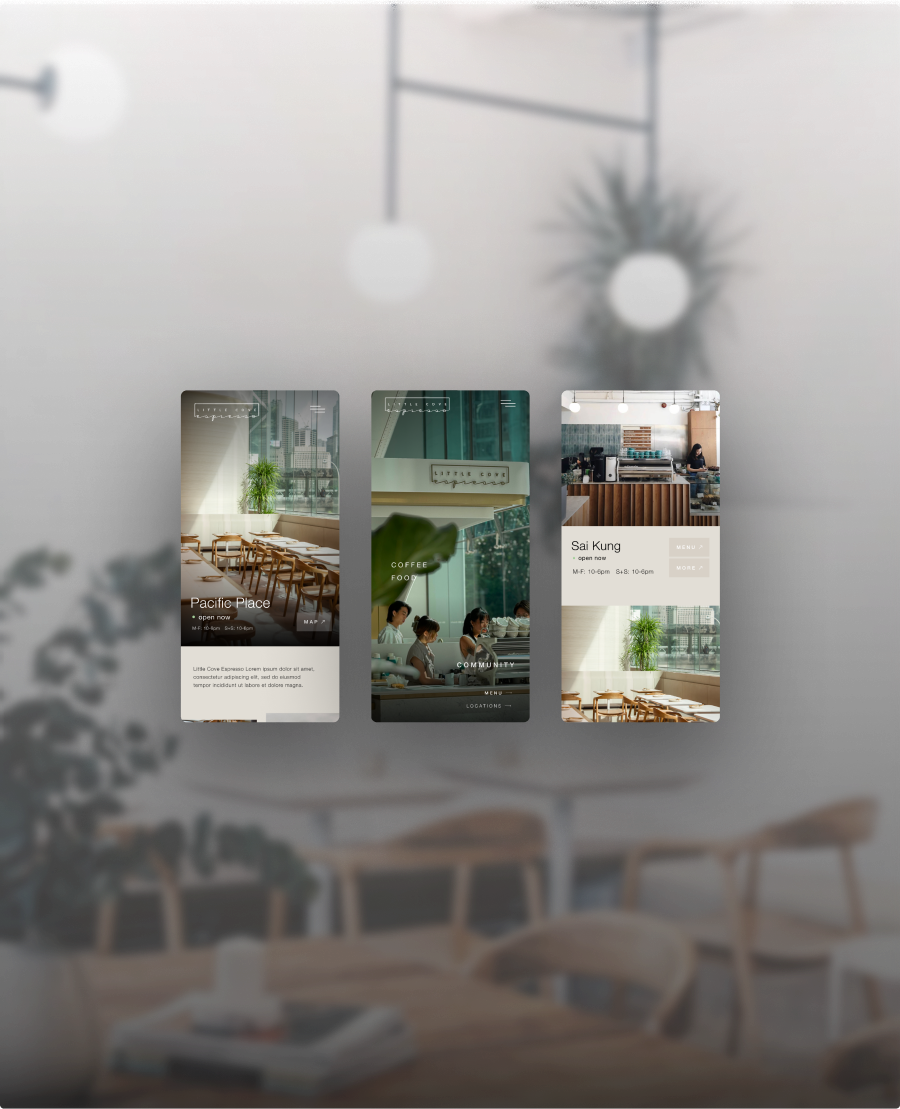 LITTLE COVE
espresso
Pacific Place
open now
M-F: 10-6pm S+S: 10-6pm
MAP ↗
Little Cove Espresso Lorem ipsum dolor sit amet,
consectetur adipiscing elit, sed do eiusmod
tempor incididunt ut labore et dolore magna.
LITTLE COVE
espresso
LITTLE COVE
espresso
COFFEE
FOOD
COMMUNITY
MENU →
LOCATIONS →
Sai Kung
open now
M-F: 10-6pm S+S: 10-6pm
MENU ↗
MORE ↗